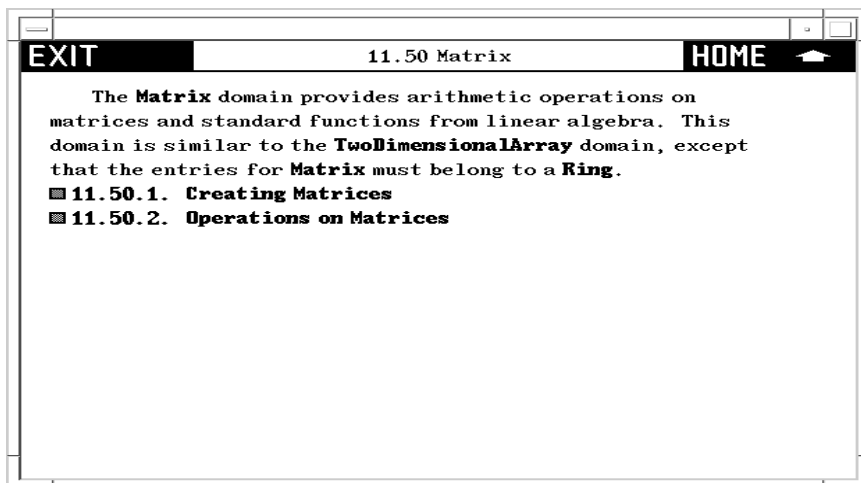 EXIT 11.50 Matrix HOME
The Matrix domain provides arithmetic operations on
matrices and standard functions from linear algebra. This
domain is similar to the TwoDimensionalArray domain, except
that the entries for Matrix must belong to a Ring.
11.50.1. Creating Matrices
11.50.2. Operations on Matrices